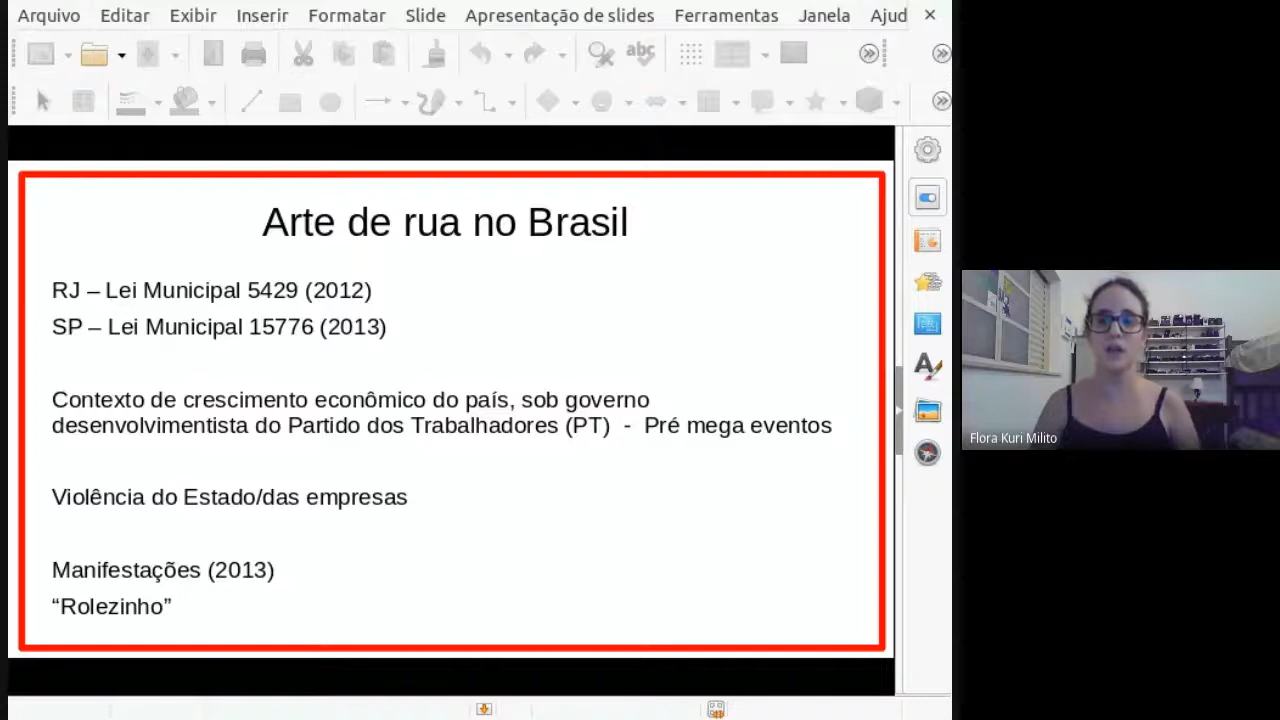 Arquivo Editar Exibir Inserir Formatar Slide Apresentação de slides Ferramentas Janela Ajud
abc
Arte de rua no Brasil
RJ – Lei Municipal 5429 (2012)
SP – Lei Municipal 15776 (2013)
Contexto de crescimento econômico do país, sob governo
desenvolvimentista do Partido dos Trabalhadores (PT) - Pré mega eventos
Violência do Estado/das empresas
Manifestações (2013)
“Rolezinho”
Flora Kuri Milito